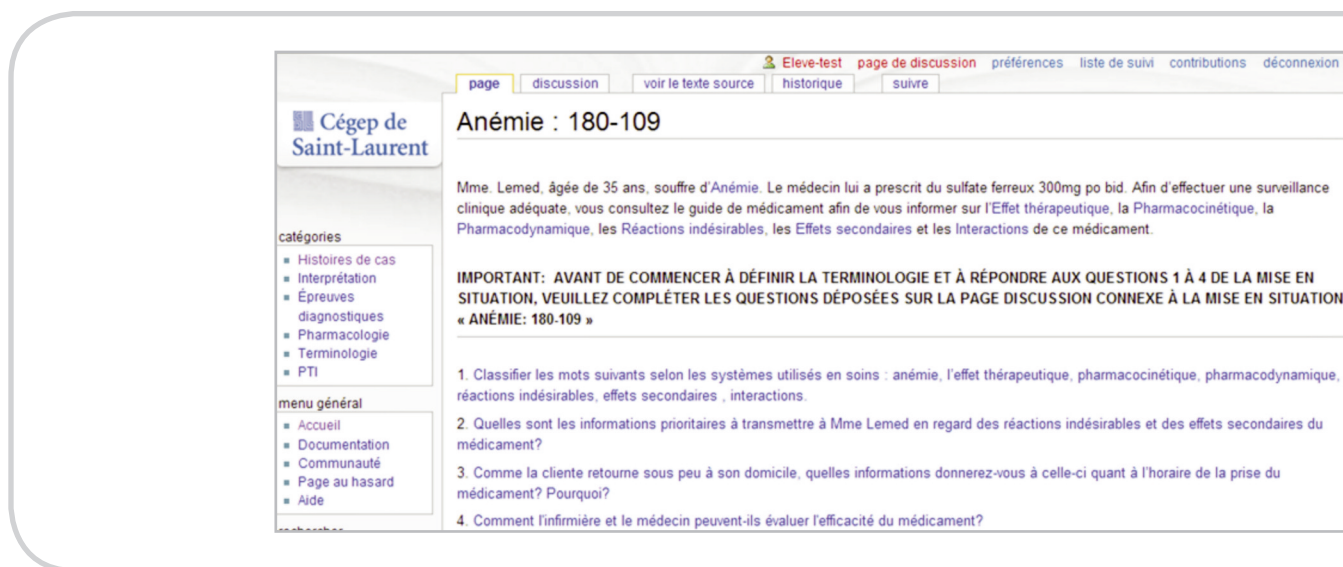 Eleve-test page de discussion préférences liste de suivi contributions déconnexion
page discussion voir le texte source historique suivre
Cégep de
Saint-Laurent
Anémie : 180-109
Mme. Lemed, âgée de 35 ans, souffre d'Anémie. Le médecin lui a prescrit du sulfate ferreux 300mg po bid. Afin d'effectuer une surveillance
clinique adéquate, vous consultez le guide de médicament afin de vous informer sur l'Effet thérapeutique, la Pharmacocinétique, la
Pharmacodynamique, les Réactions indésirables, les Effets secondaires et les Interactions de ce médicament.
catégories
Histoires de cas
Interprétation
Épreuves
diagnostiques
Pharmacologie
Terminologie
PTI
menu général
Accueil
Documentation
Communauté
Page au hasard
Aide
IMPORTANT: AVANT DE COMMENCER À DÉFINIR LA TERMINOLOGIE ET À RÉPONDRE AUX QUESTIONS 1 À 4 DE LA MISE EN
SITUATION, VEUILLEZ COMPLÉTER LES QUESTIONS DÉPOSÉES SUR LA PAGE DISCUSSION CONNEXE À LA MISE EN SITUATION
« ANÉMIE: 180-109 »
1. Classifier les mots suivants selon les systèmes utilisés en soins : anémie, l'effet thérapeutique, pharmacocinétique, pharmacodynamique,
réactions indésirables, effets secondaires , interactions.
2. Quelles sont les informations prioritaires à transmettre à Mme Lemed en regard des réactions indésirables et des effets secondaires du
médicament?
3. Comme la cliente retourne sous peu à son domicile, quelles informations donnerez-vous à celle-ci quant à l'horaire de la prise du
médicament? Pourquoi?
4. Comment l'infirmière et le médecin peuvent-ils évaluer l'efficacité du médicament?